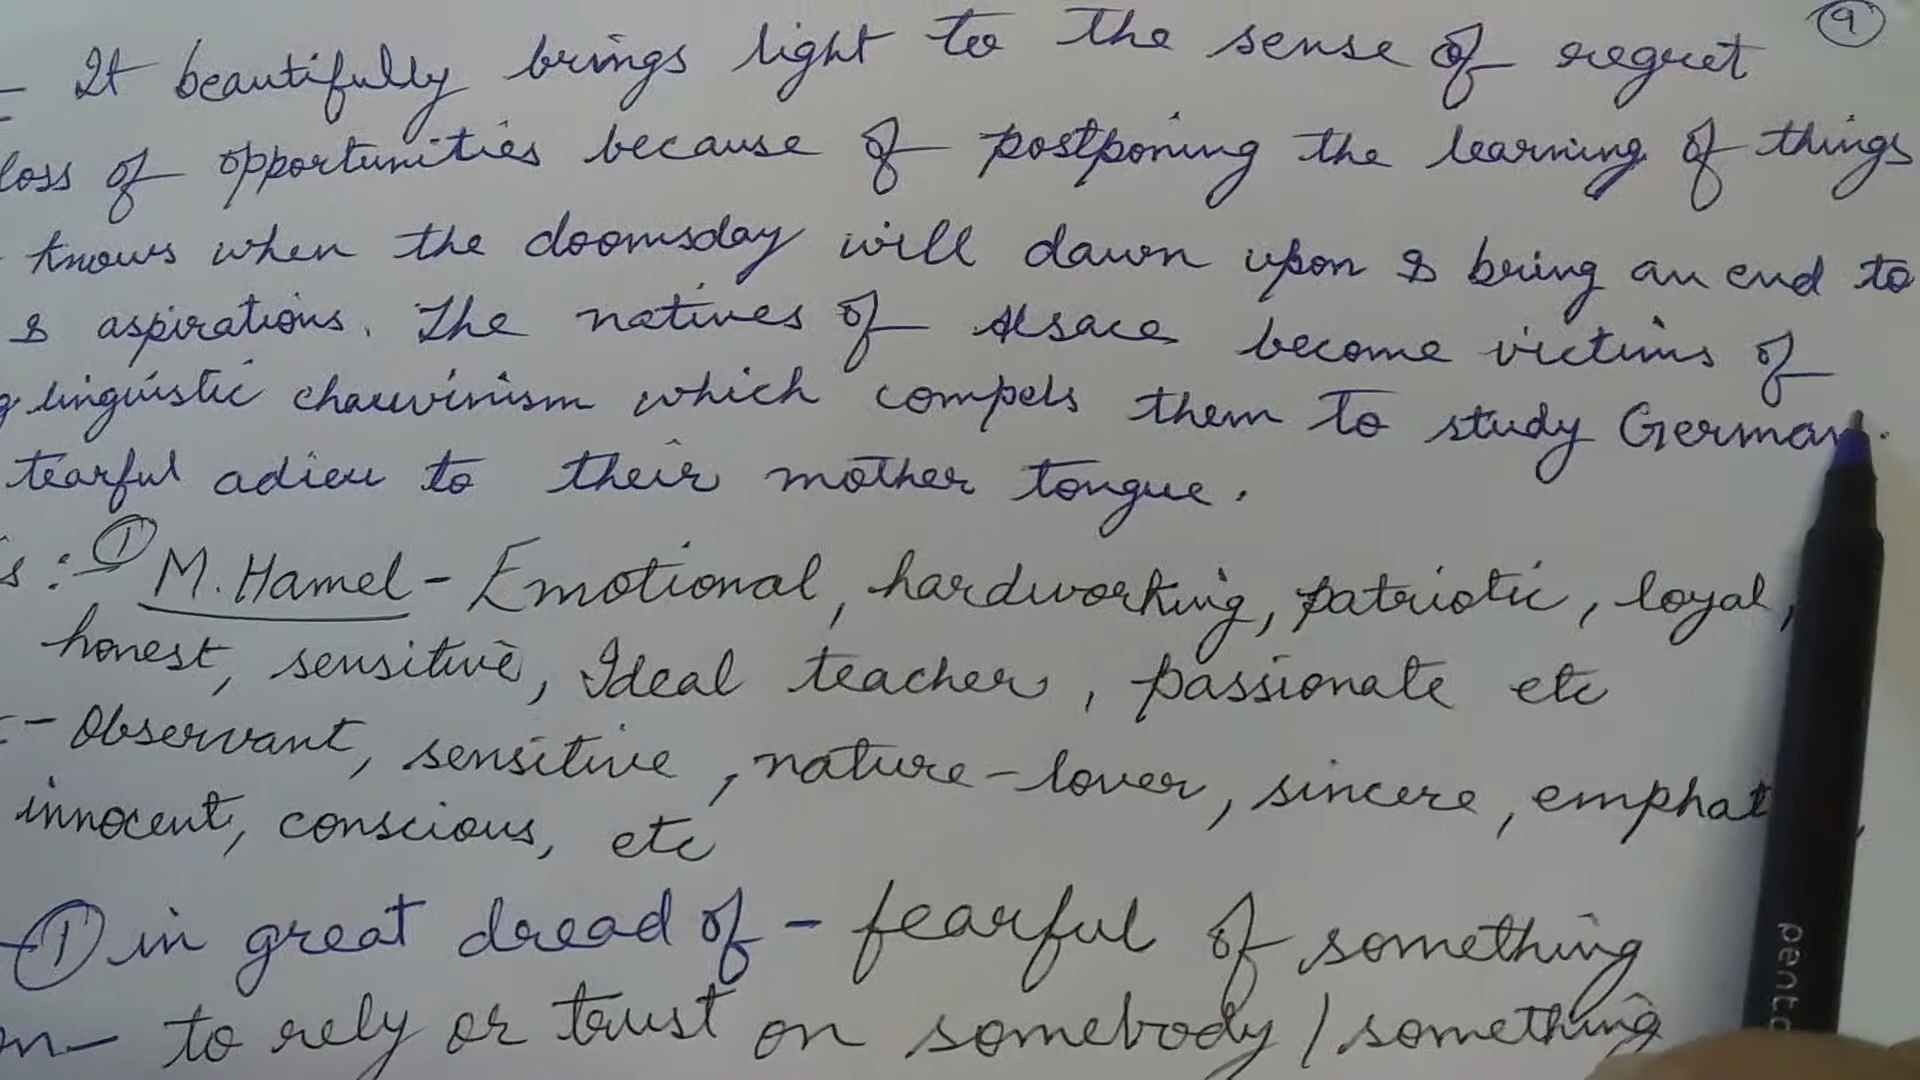 9
- It beautifully brings light to the sense of regret
loss of opportunities because of postponing the learning of things
knows when the doomsday will dawn upon & bring an end to
& aspirations. The natives of Alsace become victims of
g linguistic chauvinism which compels them to study German.
tearful adieu to their mother tongue.
s :- ① M. Hamel - Emotional, hardworking, patriotic, loyal,
honest, sensitive, Ideal teacher, passionate etc
:- Observant, sensitive, nature-lover, sincere, emphat
innocent, conscious, etc
① in great dread of - fearful of something
n - to rely or trust on somebody / something
pent